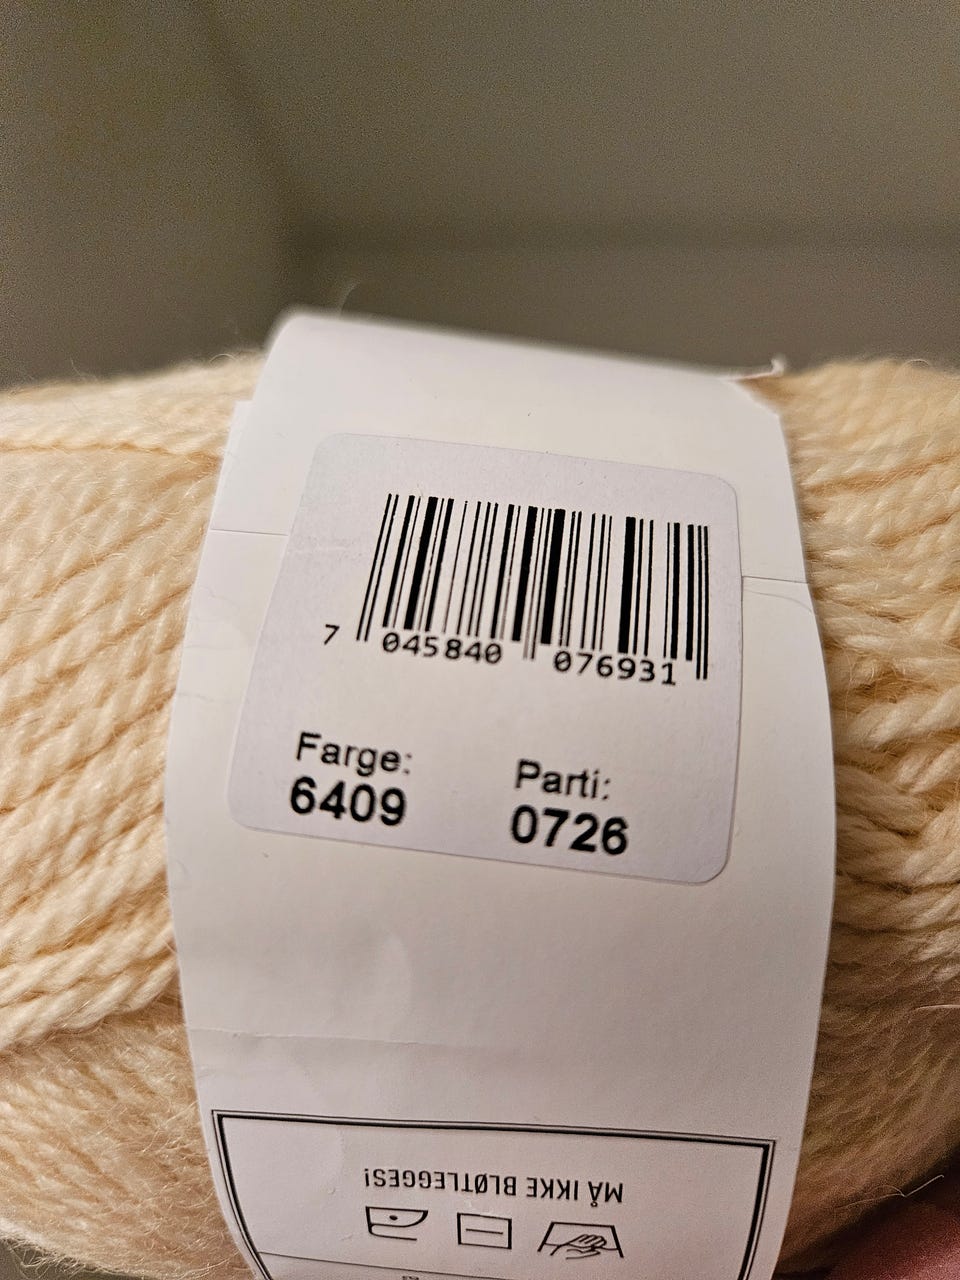 7 045840 076931
Farge: Parti:
6409 0726
MÅ IKKE BLØTLEGGES!